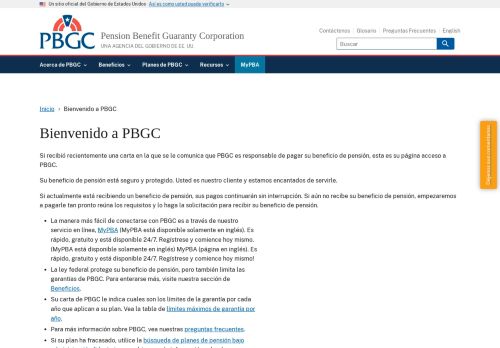 Un sitio oficial del Gobierno de Estados Unidos Así es como usted puede verificarlo
PBGC
Pension Benefit Guaranty Corporation
UNA AGENCIA DEL GOBIERNO DE EE. UU.
Contáctenos Glosario Preguntas Frecuentes English
Buscar
Acerca de PBGC Beneficios Planes de PBGC Recursos MyPBA
Inicio › Bienvenido a PBGC
Bienvenido a PBGC
Si recibió recientemente una carta en la que se le comunica que PBGC es responsable de pagar su beneficio de pensión, esta es su página acceso a
PBGC.
Su beneficio de pensión está seguro y protegido. Usted es nuestro cliente y estamos encantados de servirle.
Si actualmente está recibiendo un beneficio de pensión, sus pagos continuarán sin interrupción. Si aún no recibe su beneficio de pensión, empezaremos
a pagarle tan pronto reúna los requisitos y lo haga la solicitud para recibir su beneficio de pensión.
• La manera más fácil de conectarse con PBGC es a través de nuestro
servicio en línea, MyPBA (MyPBA está disponible solamente en inglés). Es
rápido, gratuito y está disponible 24/7. Regístrese y comience hoy mismo.
(MyPBA está disponible solamente en inglés) MyPBA (página en inglés). Es
rápido, gratuito y está disponible 24/7. Regístrese y comience hoy mismo!
• La ley federal protege su beneficio de pensión, pero también limita las
garantías de PBGC. Para enterarse más, visite nuestra sección de
Beneficios.
• Su carta de PBGC le indica cuales son los límites de la garantía por cada
año que aplican a su plan. Vea la tabla de límites máximos de garantía por
año.
• Para más información sobre PBGC, vea nuestras preguntas frecuentes.
• Si su plan ha fracasado, utilice la búsqueda de planes de pensión bajo